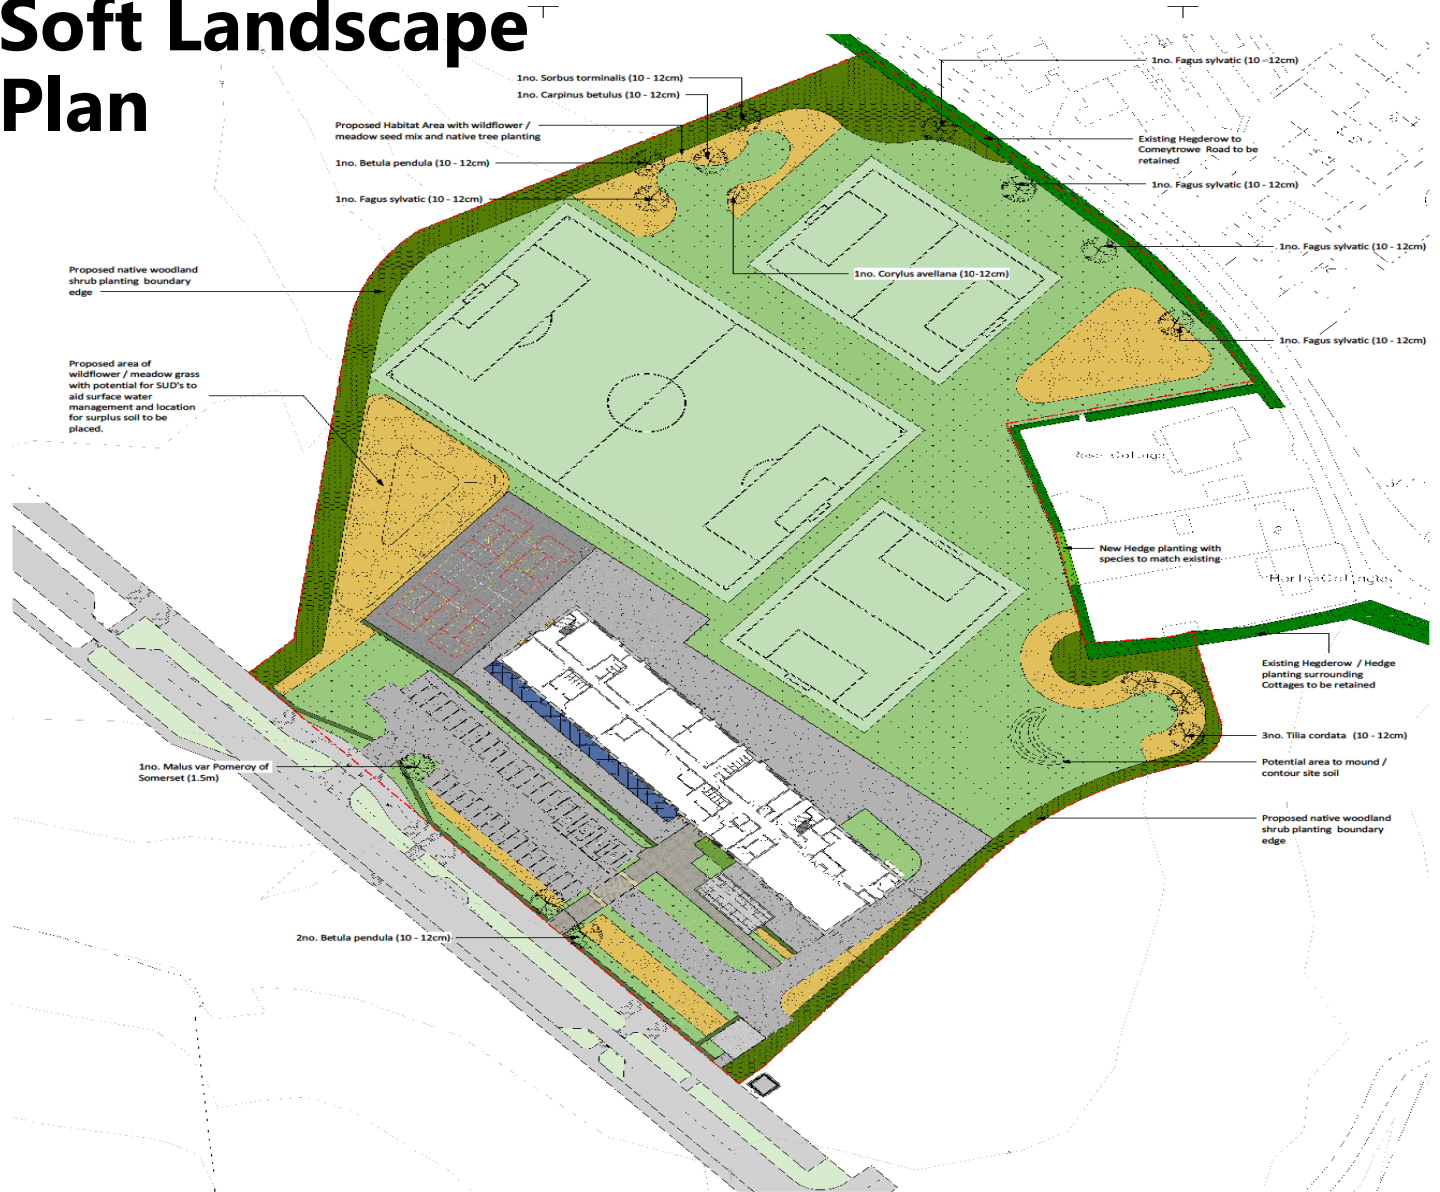 Soft Landscape
Plan
1no. Sorbus torminalis (10 - 12cm)
1no. Carpinus betulus (10 - 12cm)
Proposed Habitat Area with wildflower /
meadow seed mix and native tree planting
1no. Betula pendula (10 - 12cm)
1no. Fagus sylvatic (10 - 12cm)
1no. Fagus sylvatic (10 - 12cm)
Existing Hegderow to
Comeytrowe Road to be
retained
1no. Fagus sylvatic (10 - 12cm)
1no. Fagus sylvatic (10 - 12cm)
1no. Corylus avellana (10-12cm)
1no. Fagus sylvatic (10 - 12cm)
Proposed native woodland
shrub planting boundary
edge
Proposed area of
wildflower / meadow grass
with potential for SUD's to
aid surface water
management and location
for surplus soil to be
placed.
Rose Cottage
New Hedge planting with
species to match existing
Existing Hegderow / Hedge
planting surrounding
Cottages to be retained
3no. Tilia cordata (10 - 12cm)
Potential area to mound /
contour site soil
Proposed native woodland
shrub planting boundary
edge
1no. Malus var Pomeroy of
Somerset (1.5m)
2no. Betula pendula (10 - 12cm)